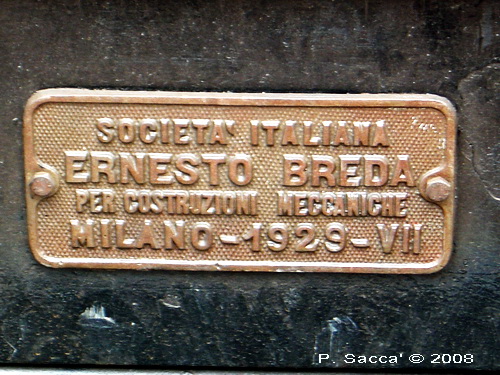 SOCIETA' ITALIANA
ERNESTO BREDA
PER COSTRUZIONI MECCANICHE
MILANO-1929-VII
P. Sacca' © 2008